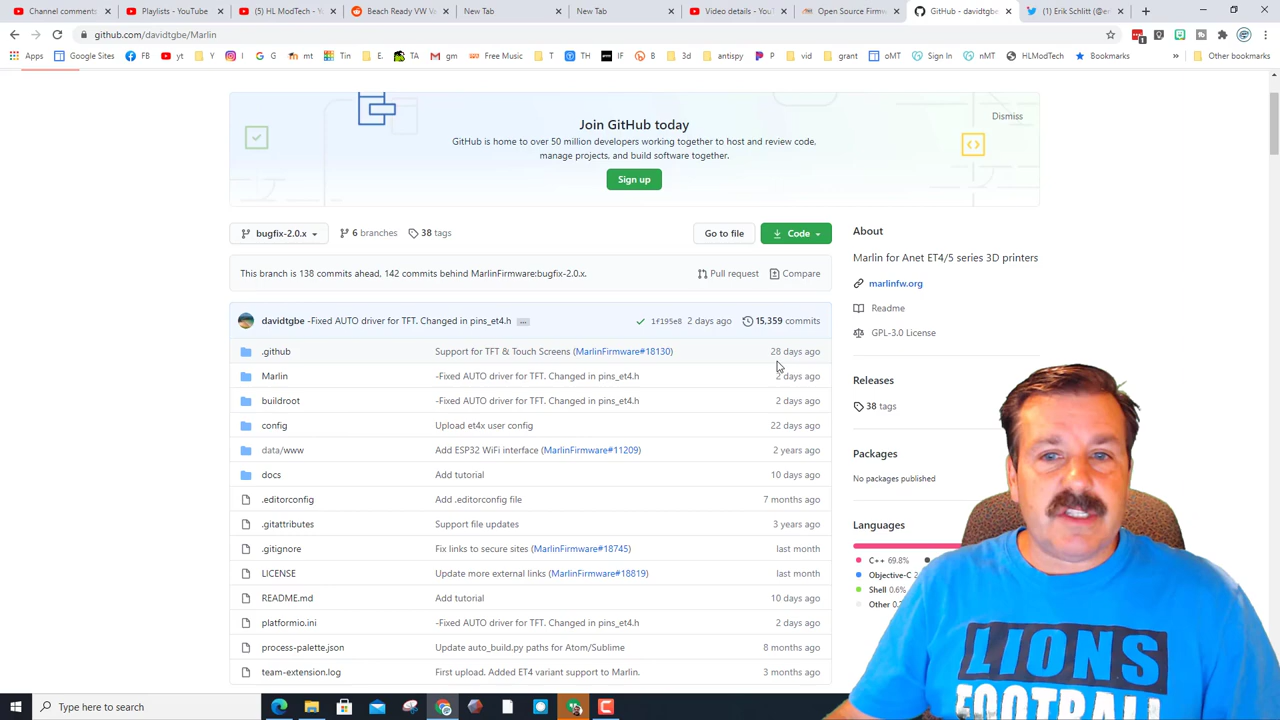 Channel comments
Playlists - YouTube
(5) HL ModTech -
Beach Ready VW
New Tab
New Tab
Video details - You
Open Source Firmw
GitHub - davidtgbe
(1) Erik Schlitt (@e
github.com/davidtgbe/Marlin
Apps Google Sites FB yt Y I G mt Tin E. TA gm Free Music T TH IF B 3d antispy P vid grant oMT Sign In nMT HLModTech Bookmarks » Other bookmarks
Join GitHub today
Dismiss
GitHub is home to over 50 million developers working together to host and review code,
manage projects, and build software together.
Sign up
bugfix-2.0.x 6 branches 38 tags Go to file Code
About
Marlin for Anet ET4/5 series 3D printers
This branch is 138 commits ahead, 142 commits behind MarlinFirmware:bugfix-2.0.x. Pull request Compare
marlinfw.org
Readme
davidtgbe -Fixed AUTO driver for TFT. Changed in pins_et4.h ... 1f195e8 2 days ago 15,359 commits
GPL-3.0 License
.github Support for TFT & Touch Screens (MarlinFirmware#18130) 28 days ago
Marlin -Fixed AUTO driver for TFT. Changed in pins_et4.h 2 days ago
Releases
buildroot -Fixed AUTO driver for TFT. Changed in pins_et4.h 2 days ago
38 tags
config Upload et4x user config 22 days ago
data/www Add ESP32 WiFi interface (MarlinFirmware#11209) 2 years ago
Packages
docs Add tutorial 10 days ago
No packages published
.editorconfig Add .editorconfig file 7 months ago
.gitattributes Support file updates 3 years ago
Languages
.gitignore Fix links to secure sites (MarlinFirmware#18745) last month
C++ 69.8%
LICENSE Update more external links (MarlinFirmware#18819) last month
Objective-C 2
Shell 0.6%
README.md Add tutorial 10 days ago
Other 0.
platformio.ini -Fixed AUTO driver for TFT. Changed in pins_et4.h 2 days ago
process-palette.json Update auto_build.py paths for Atom/Sublime 8 months ago
team-extension.log First upload. Added ET4 variant support to Marlin. 3 months ago
LIONS
FOOTBALL
Type here to search